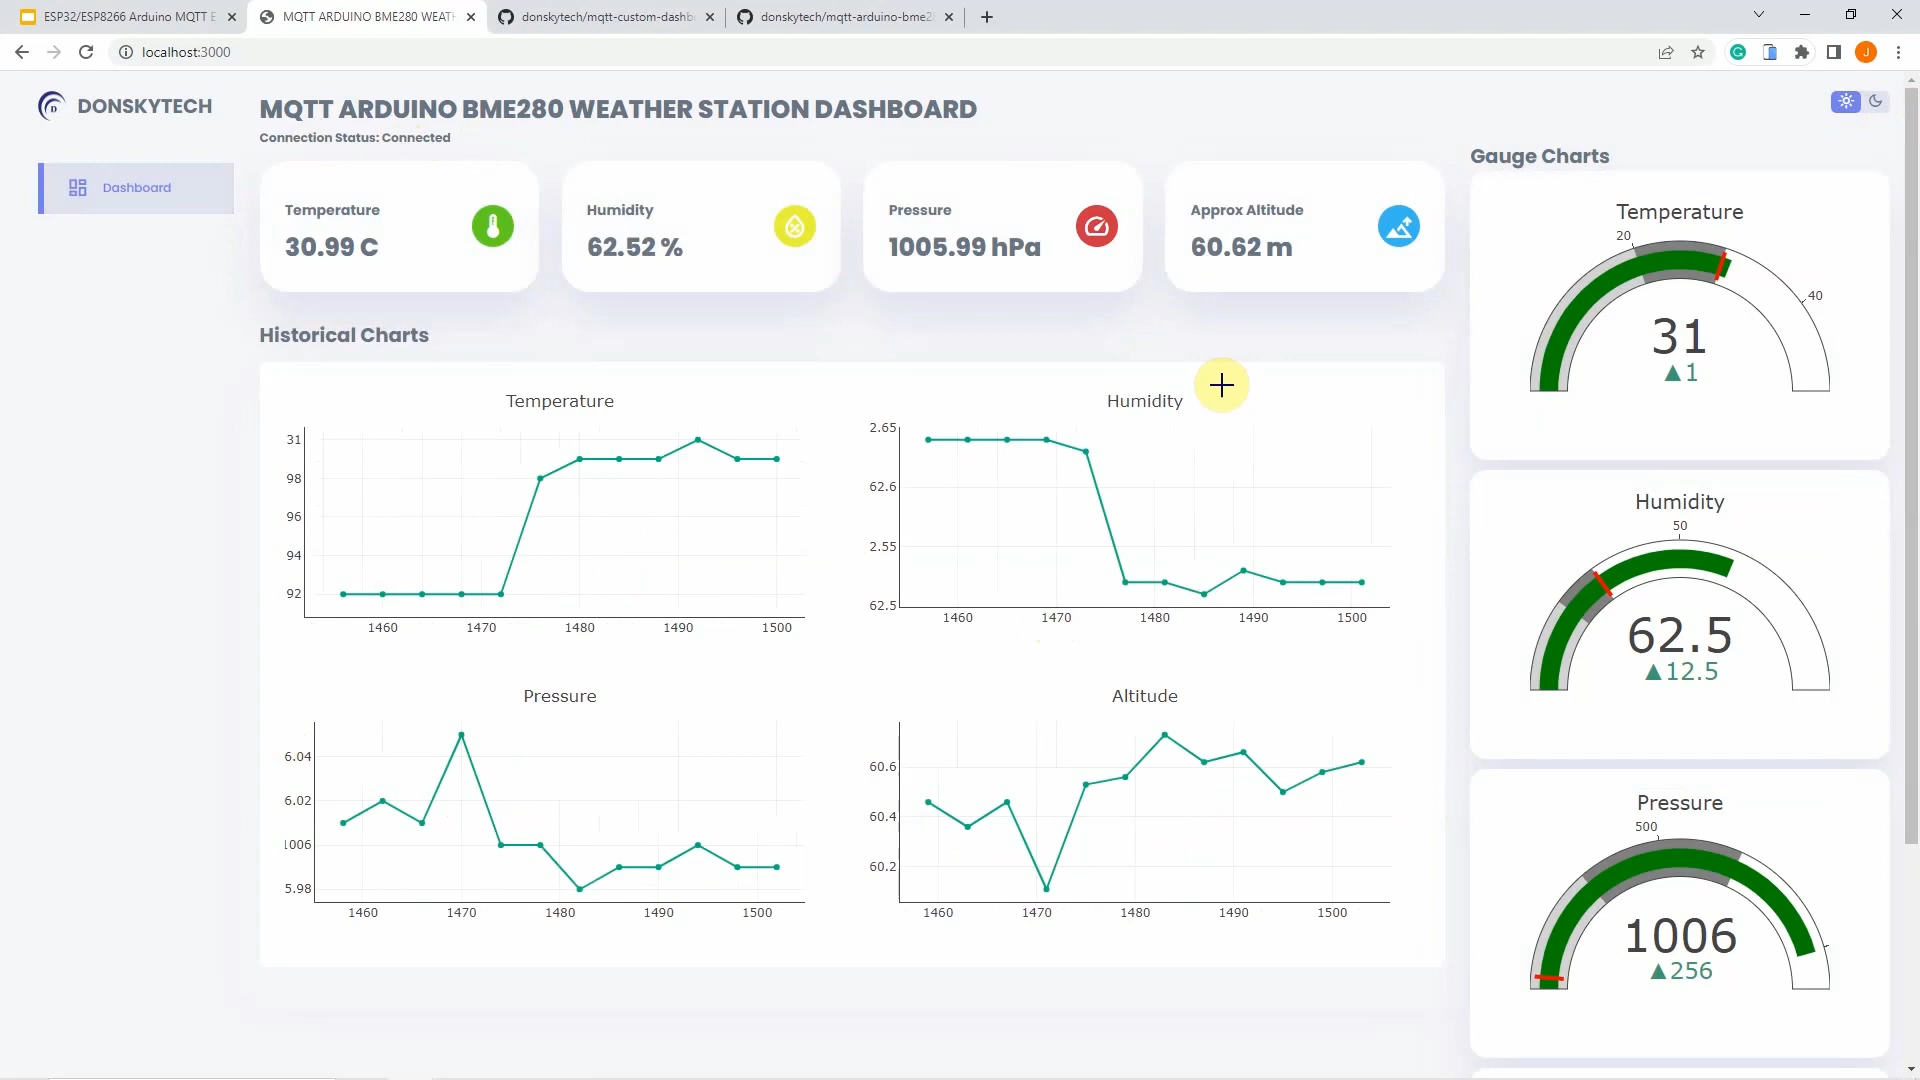 ESP32/ESP8266 Arduino MQTT E
MQTT ARDUINO BME280 WEATH
donskytech/mqtt-custom-dashb
donskytech/mqtt-arduino-bme28
localhost:3000
J
D
DONSKYTECH
Dashboard
MQTT ARDUINO BME280 WEATHER STATION DASHBOARD
Connection Status: Connected
Temperature
30.99 C
Humidity
62.52 %
Pressure
1005.99 hPa
Approx Altitude
60.62 m
Historical Charts
Temperature
31
98
96
94
92
1460
1470
1480
1490
1500
Humidity
2.65
62.6
2.55
62.5
1460
1470
1480
1490
1500
Pressure
6.04
6.02
1006
5.98
1460
1470
1480
1490
1500
Altitude
60.6
60.4
60.2
1460
1470
1480
1490
1500
Gauge Charts
Temperature
20
40
31
▲1
Humidity
50
62.5
▲12.5
Pressure
500
1006
▲256